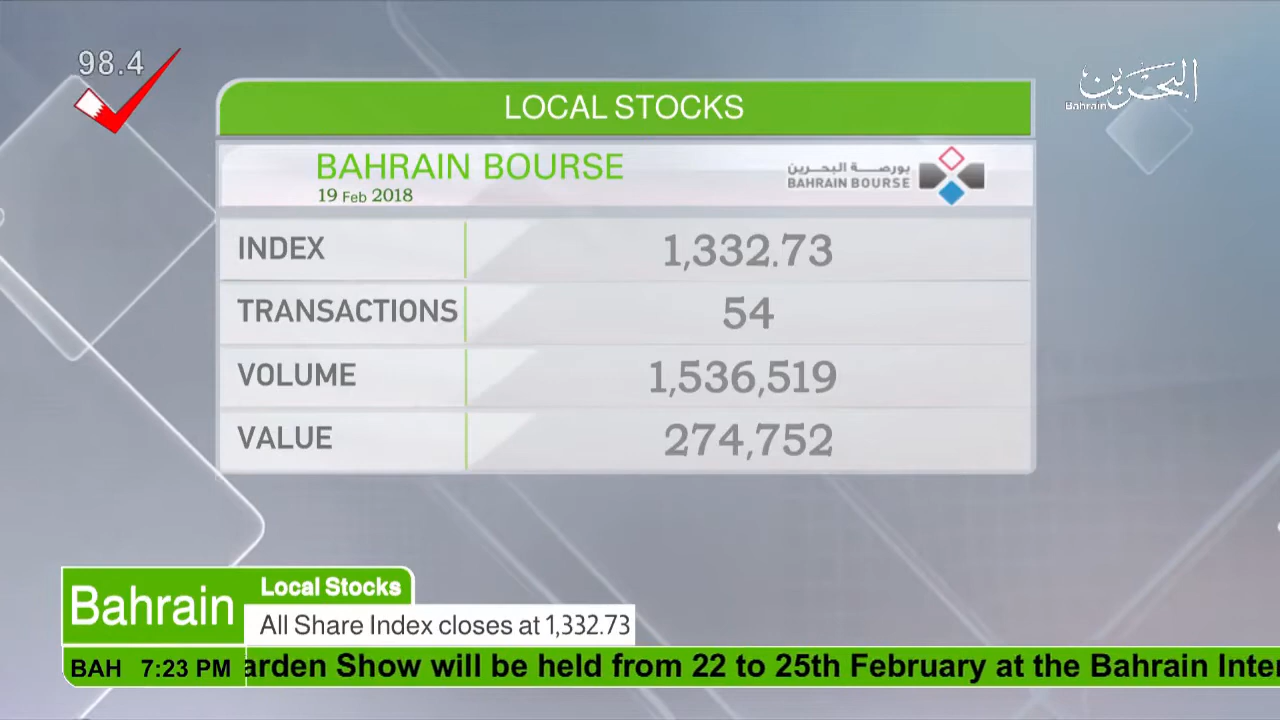 98.4
البحرين
Bahrain
LOCAL STOCKS
BAHRAIN BOURSE
19 Feb 2018
بورصة البحرين
BAHRAIN BOURSE
INDEX 1,332.73
TRANSACTIONS 54
VOLUME 1,536,519
VALUE 274,752
Bahrain
Local Stocks
All Share Index closes at 1,332.73
BAH 7:23 PM arden Show will be held from 22 to 25th February at the Bahrain Inter